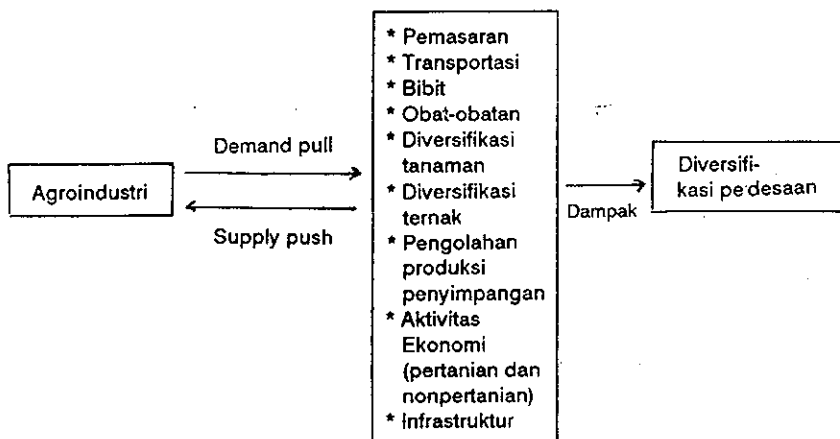 Agroindustri
Demand pull
Supply push
* Pemasaran
* Transportasi
* Bibit
* Obat-obatan
* Diversifikasi
tanaman
* Diversifikasi
ternak
* Pengolahan
produksi
penyimpangan
* Aktivitas
Ekonomi
(pertanian dan
nonpertanian)
* Infrastruktur
Dampak
Diversifi-
kasi pedesaan